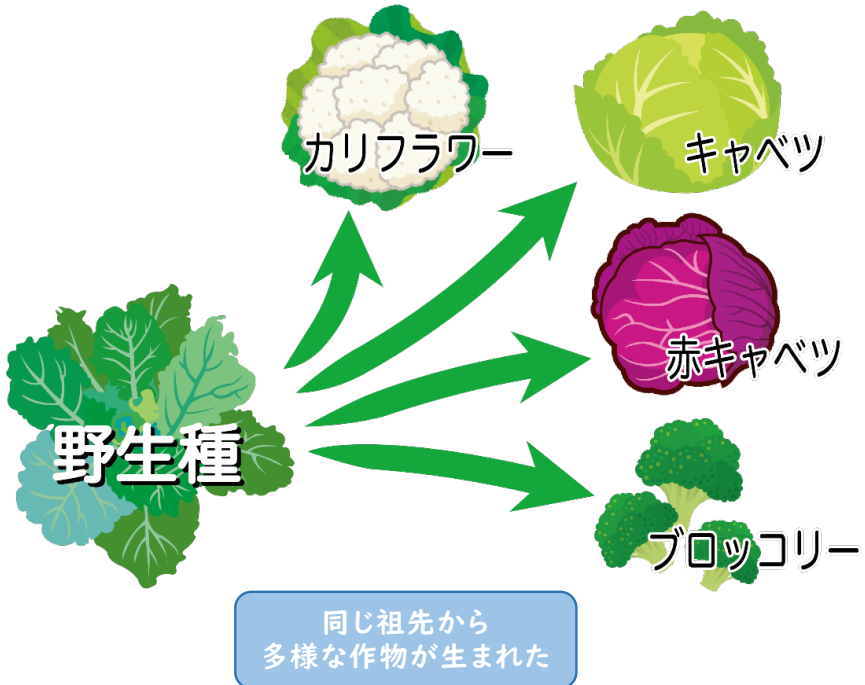 カリフラワー
キャベツ
赤キャベツ
野生種
ブロッコリー
同じ祖先から
多様な作物が生まれた